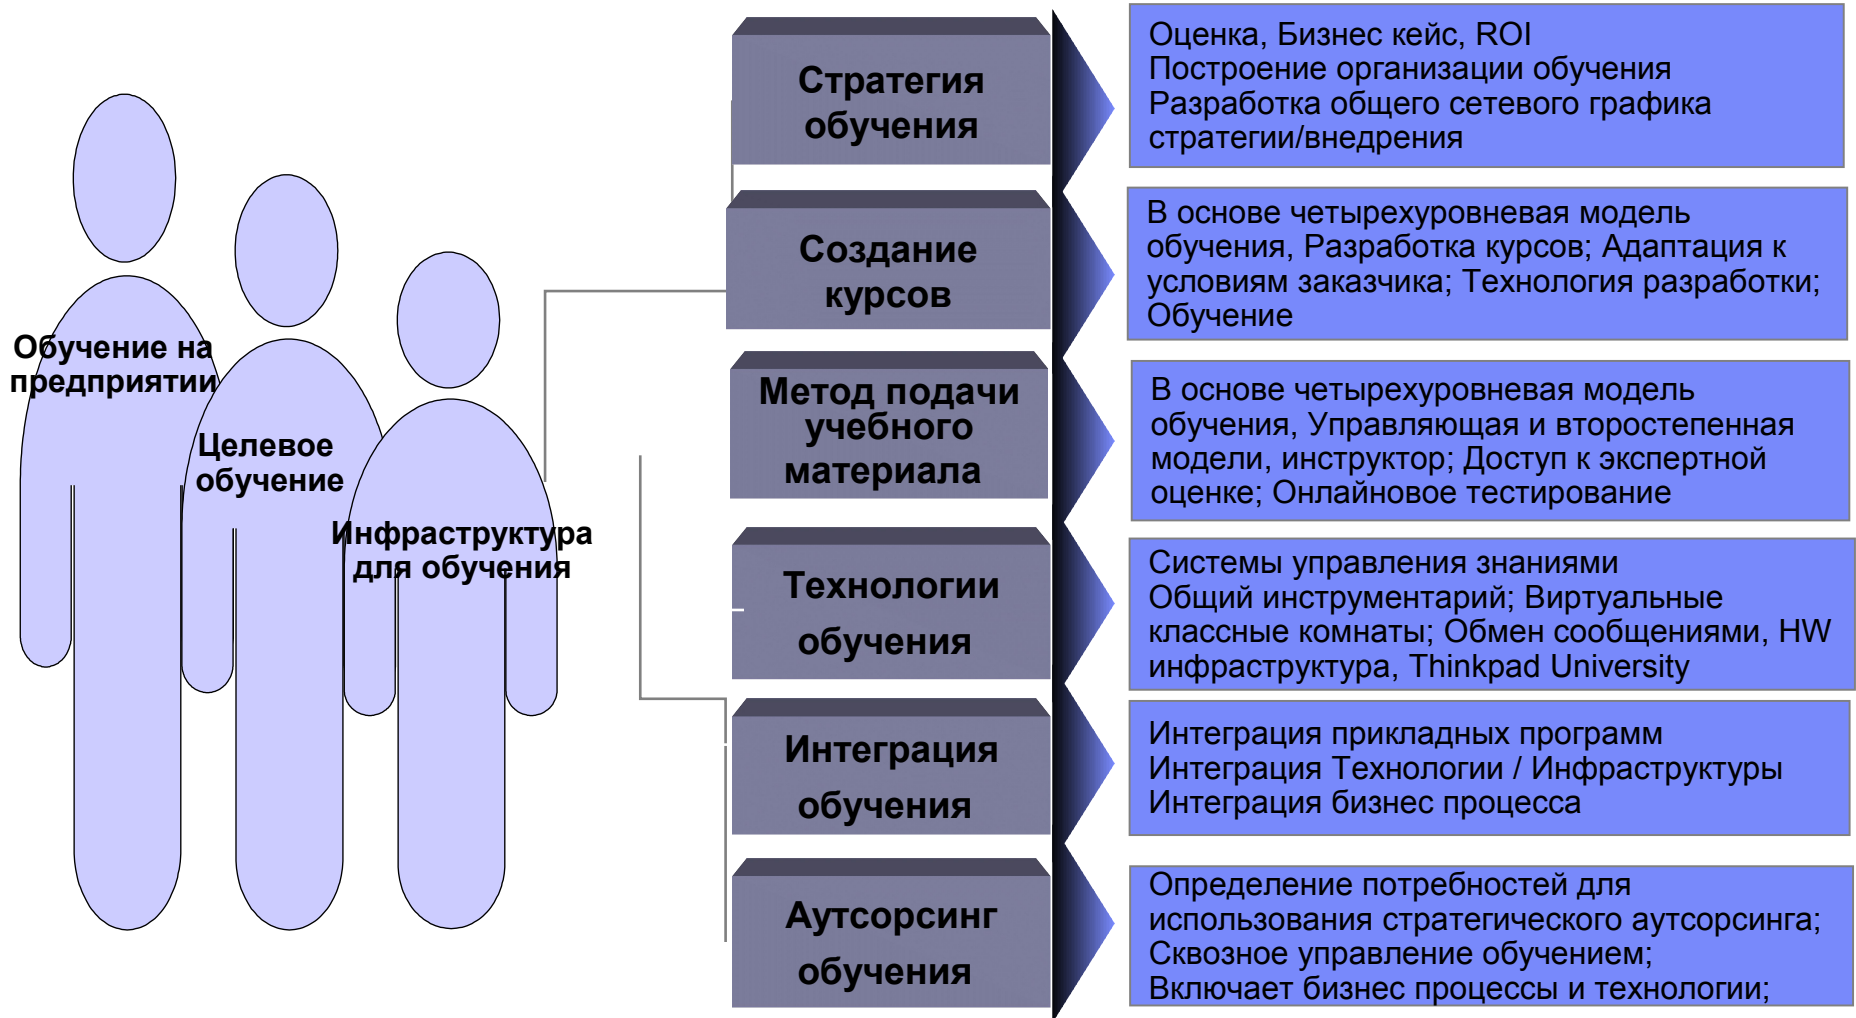 Обучение на
предприятии
Целевое
обучение
Инфраструктура
для обучения
Стратегия
обучения
Оценка, Бизнес кейс, ROI
Построение организации обучения
Разработка общего сетевого графика
стратегии/внедрения
Создание
курсов
В основе четырехуровневая модель
обучения, Разработка курсов; Адаптация к
условиям заказчика; Технология разработки;
Обучение
Метод подачи
учебного
материала
В основе четырехуровневая модель
обучения, Управляющая и второстепенная
модели, инструктор; Доступ к экспертной
оценке; Онлайновое тестирование
Технологии
обучения
Системы управления знаниями
Общий инструментарий; Виртуальные
классные комнаты; Обмен сообщениями, HW
инфраструктура, Thinkpad University
Интеграция
обучения
Интеграция прикладных программ
Интеграция Технологии / Инфраструктуры
Интеграция бизнес процесса
Аутсорсинг
обучения
Определение потребностей для
использования стратегического аутсорсинга;
Сквозное управление обучением;
Включает бизнес процессы и технологии;